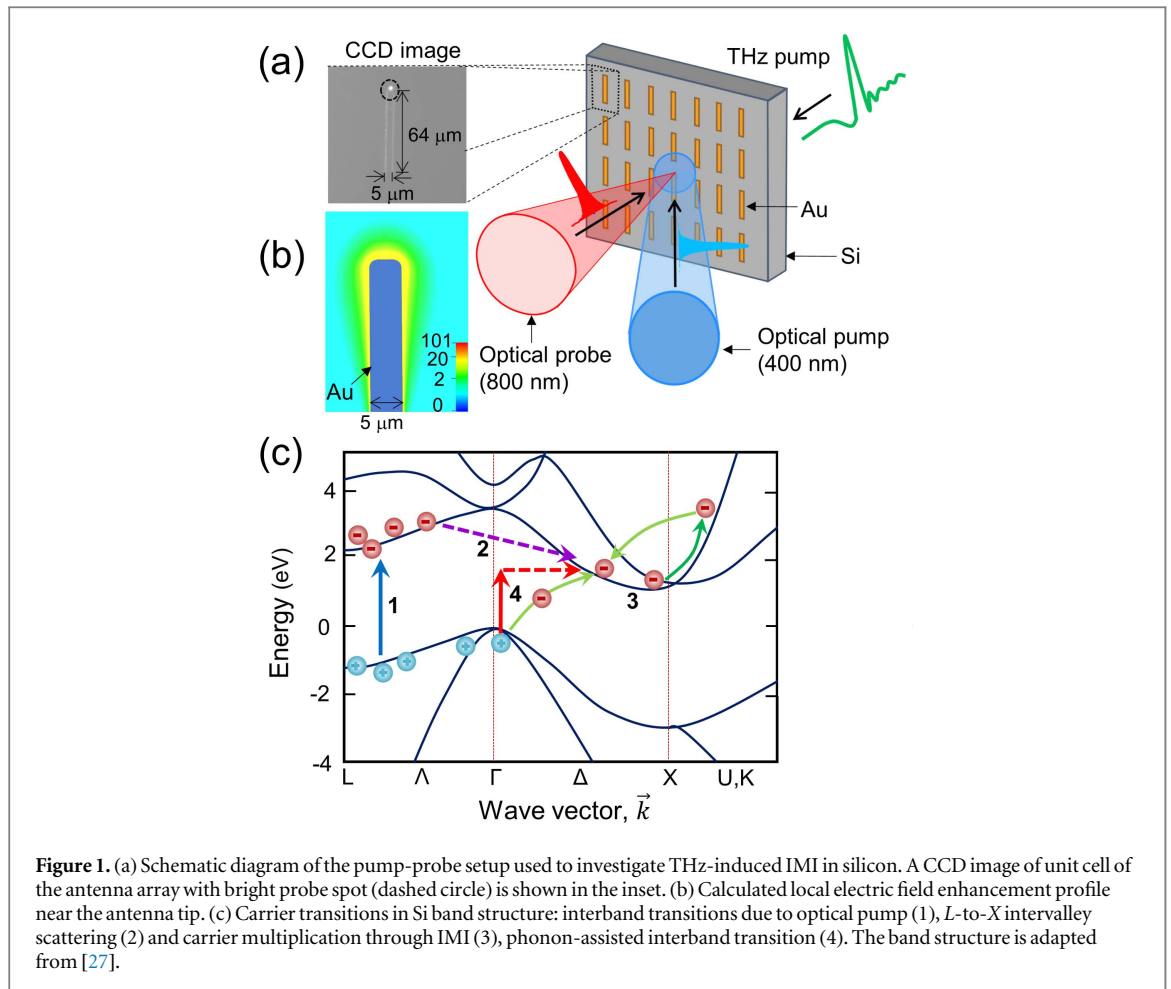 (a)
CCD image
64 μm
5 μm
THz pump
Au
Si
Optical probe
(800 nm)
Optical pump
(400 nm)
(b)
101
20
2
0
Au
5 μm
(c)
Energy (eV)
4
2
0
-2
-4
1
2
3
4
L
Λ
Γ
Δ
X
U,K
Wave vector, k⃗
Figure 1. (a) Schematic diagram of the pump-probe setup used to investigate THz-induced IMI in silicon. A CCD image of unit cell of
the antenna array with bright probe spot (dashed circle) is shown in the inset. (b) Calculated local electric field enhancement profile
near the antenna tip. (c) Carrier transitions in Si band structure: interband transitions due to optical pump (1), L-to-X intervalley
scattering (2) and carrier multiplication through IMI (3), phonon-assisted interband transition (4). The band structure is adapted
from [27].